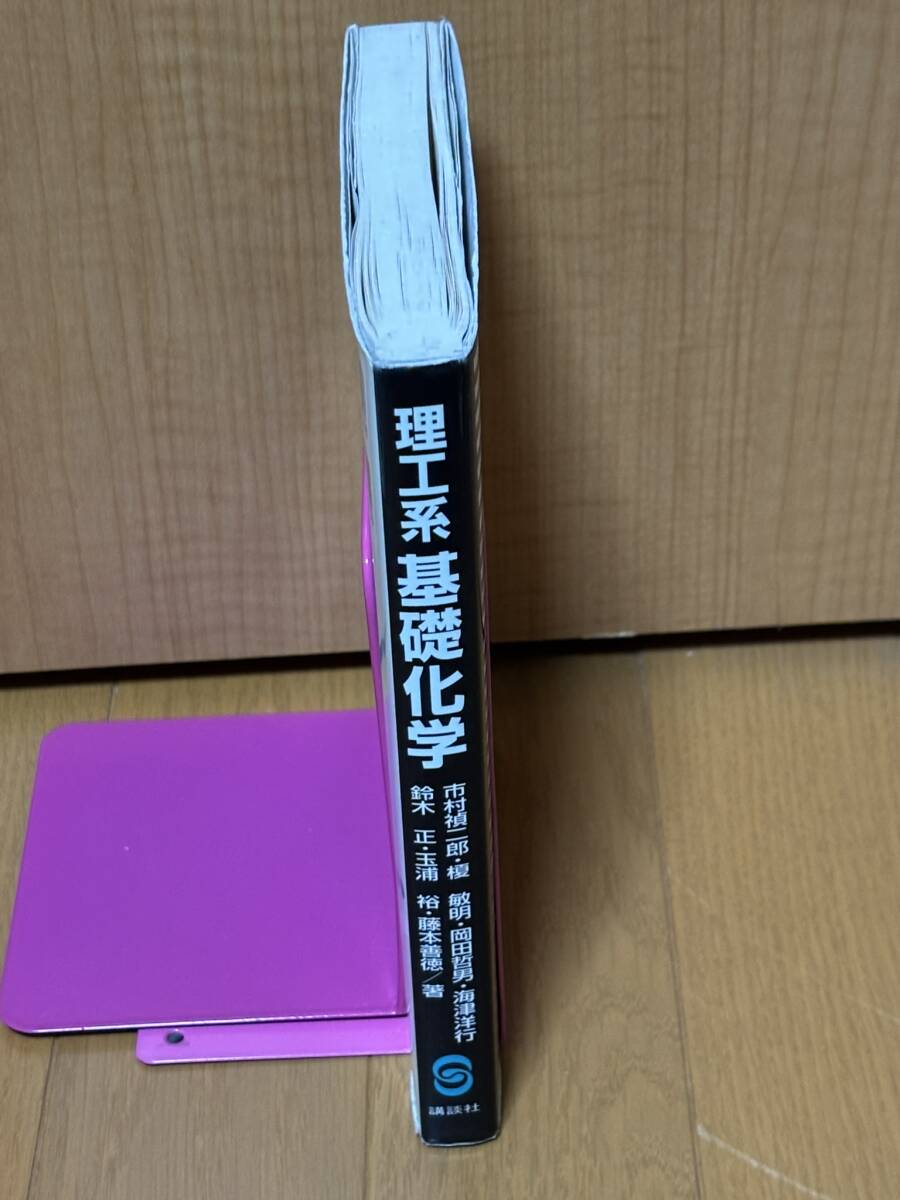 理工系 基礎化学
市村禎二郎・榎 敏明・岡田哲男・海津洋行
鈴木 正・玉浦 裕・藤本善徳/著
講談社